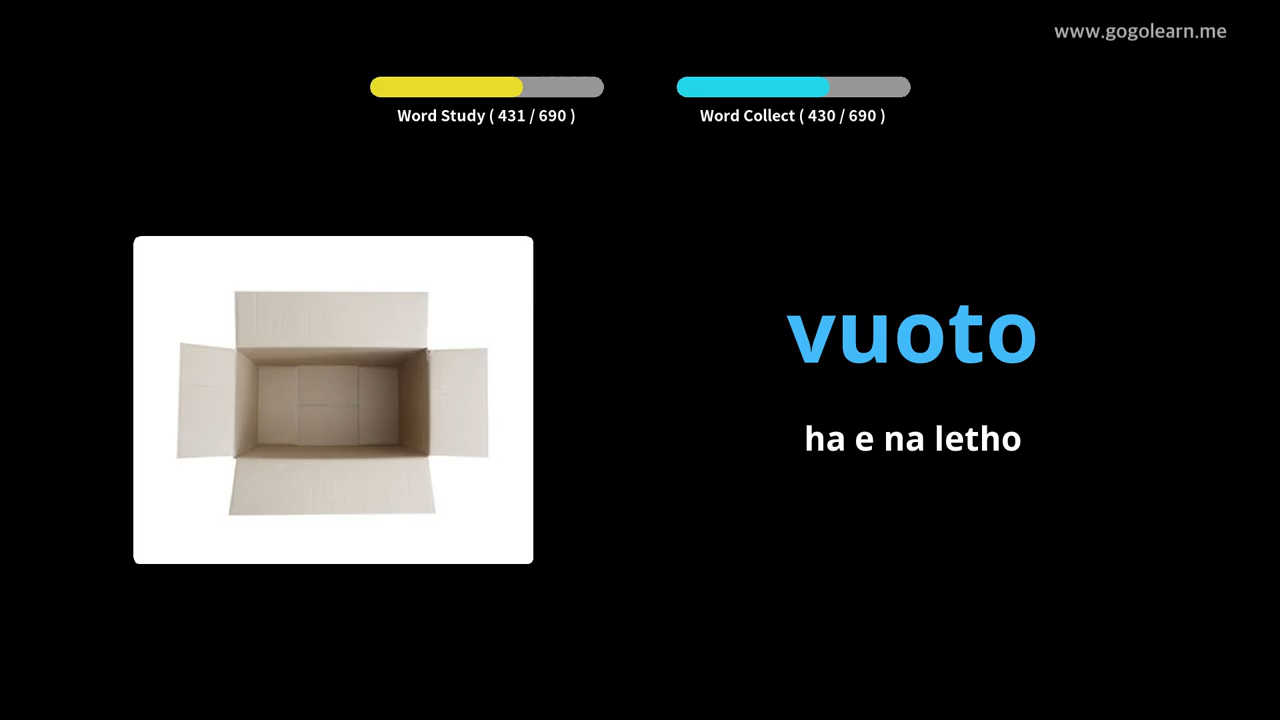 www.gogolearn.me
Word Study ( 431 / 690 )
Word Collect ( 430 / 690 )
vuoto
ha e na letho